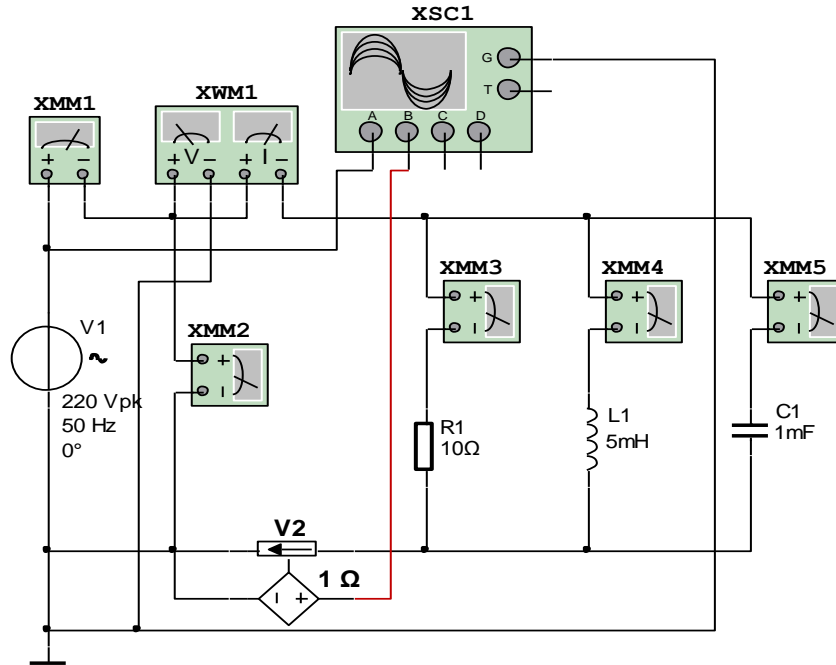 XSC1
G
T
A B C D
XMM1
XWM1
+ -
+ V - + I -
XMM3
XMM4
XMM5
+
I
+
I
+
I
V1
~
XMM2
+
I
220 Vpk
50 Hz
0°
R1
10Ω
L1
5mH
C1
1mF
V2
1 Ω
I +